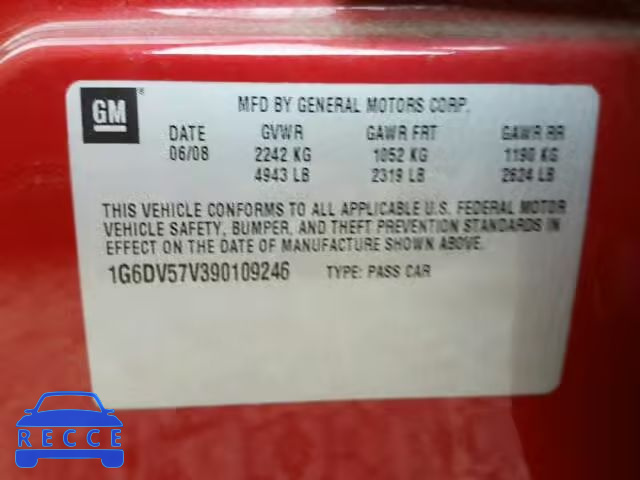 GM ®
MFD BY GENERAL MOTORS CORP.
DATE GVWR GAWR FRT GAWR RR
06/08 2242 KG 1052 KG 1190 KG
4943 LB 2319 LB 2624 LB
THIS VEHICLE CONFORMS TO ALL APPLICABLE U.S. FEDERAL MOTOR
VEHICLE SAFETY, BUMPER, AND THEFT PREVENTION STANDARDS IN
EFFECT ON THE DATE OF MANUFACTURE SHOWN ABOVE.
1G6DV57V390109246 TYPE: PASS CAR
RECCE